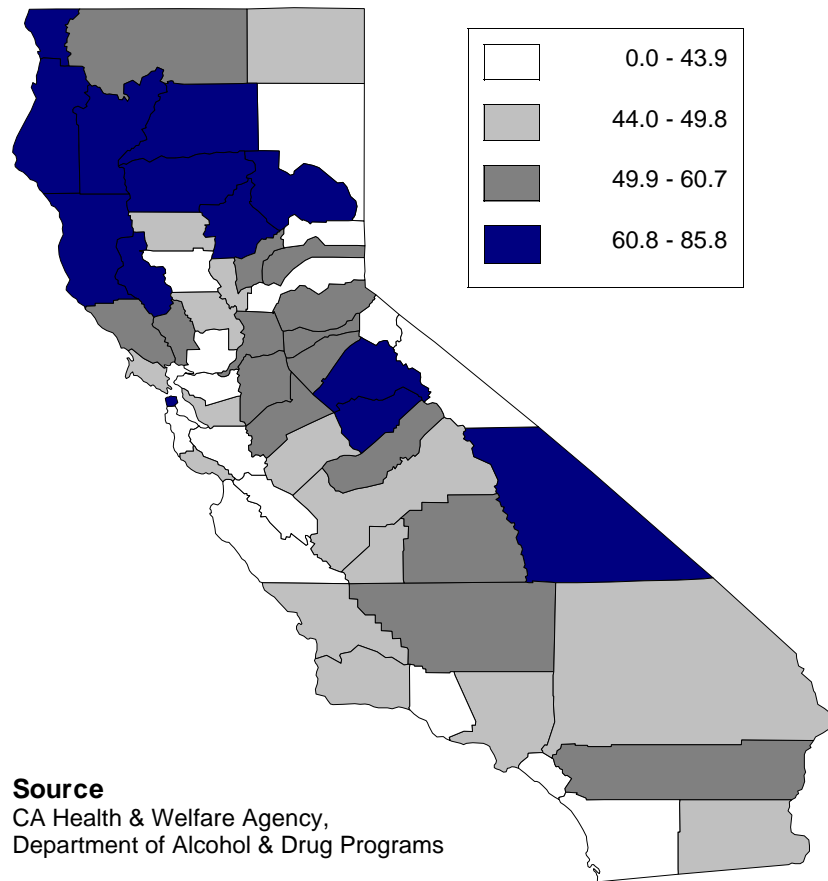 0.0 - 43.9
44.0 - 49.8
49.9 - 60.7
60.8 - 85.8
Source
CA Health & Welfare Agency,
Department of Alcohol & Drug Programs